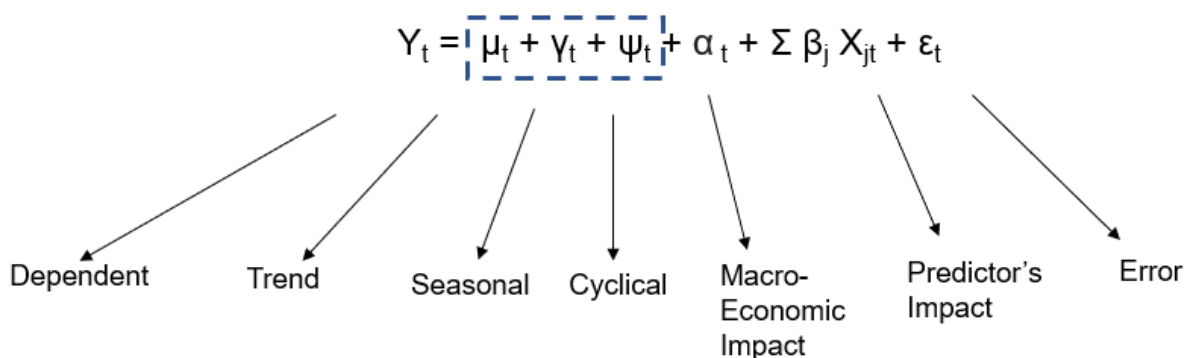 Yt = μt + γt + ψt + α t + Σ βj Xjt + εt
Dependent
Trend
Seasonal
Cyclical
Macro-
Economic
Impact
Predictor’s
Impact
Error